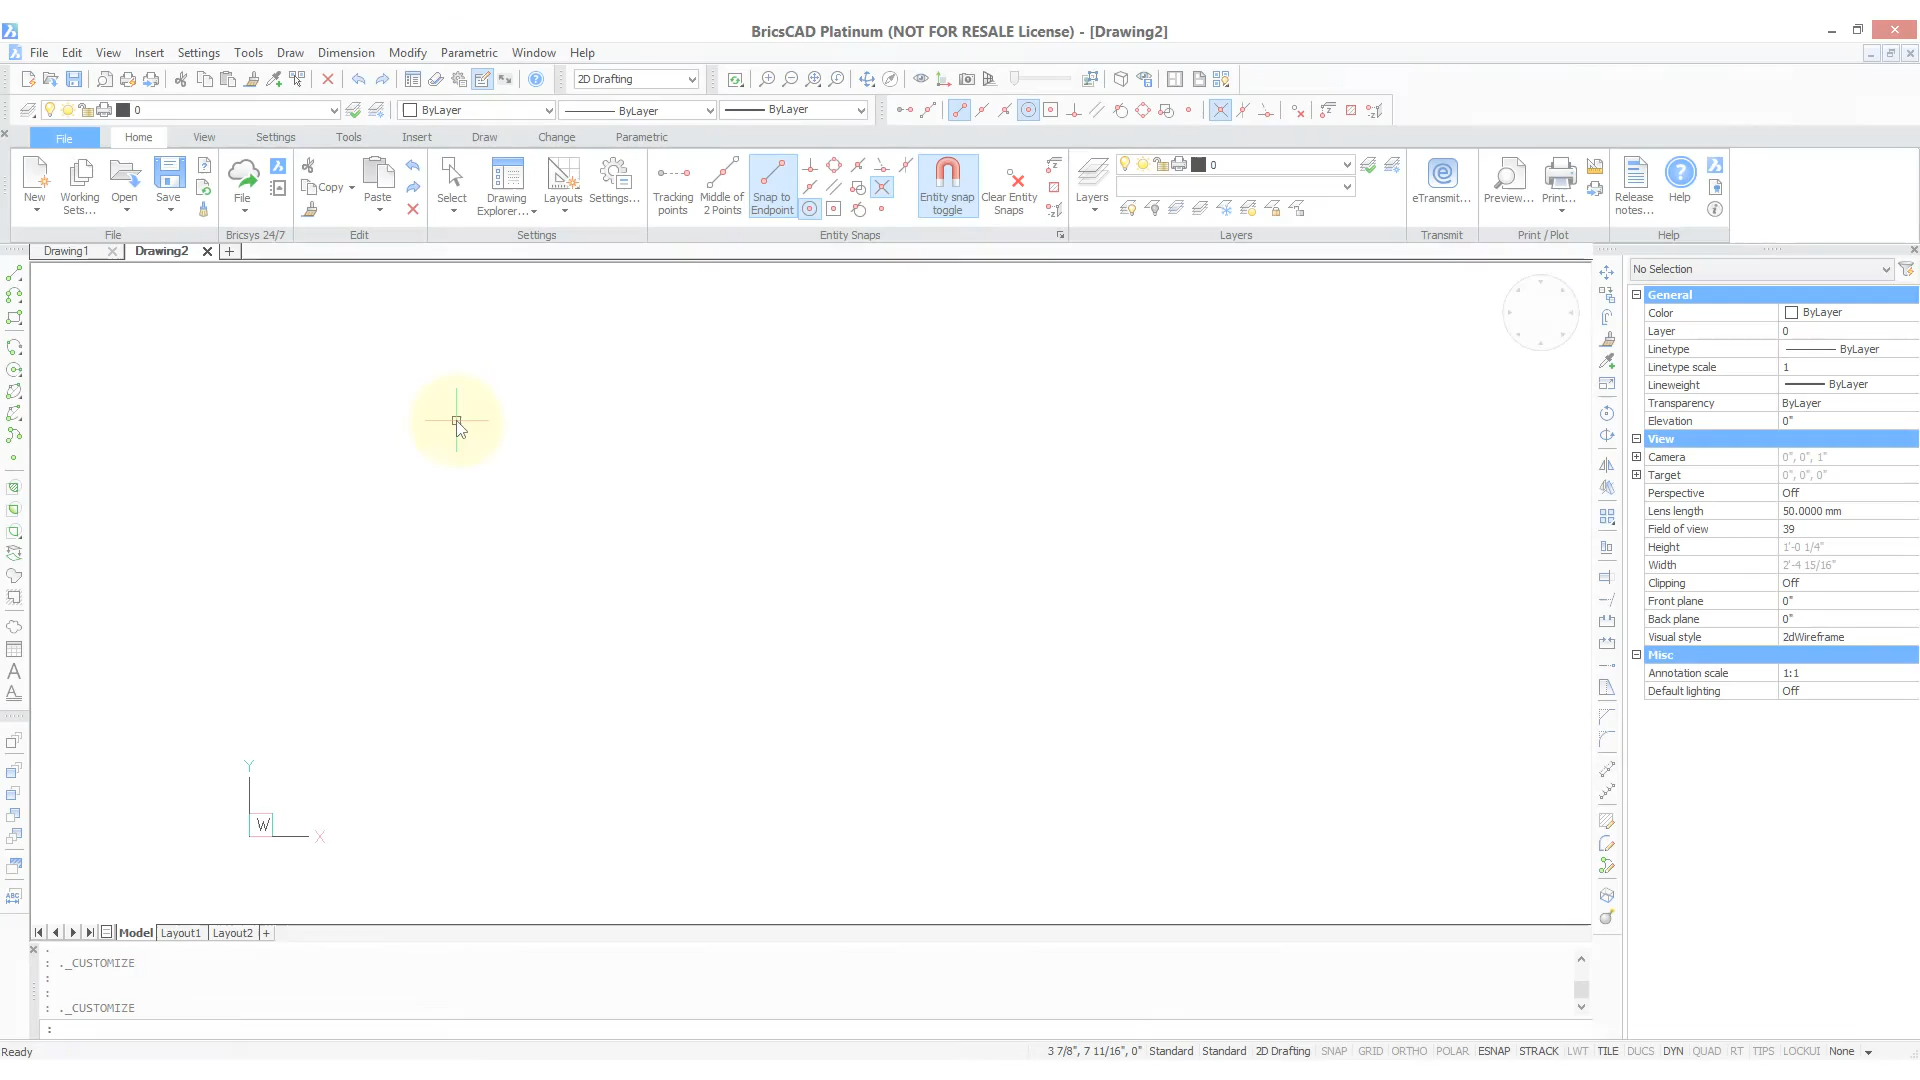 BricsCAD Platinum (NOT FOR RESALE License) - [Drawing2]
File Edit View Insert Settings Tools Draw Dimension Modify Parametric Window Help
2D Drafting
0 ByLayer ByLayer ByLayer
File Home View Settings Tools Insert Draw Change Parametric
New Working Sets... Open Save
File
File
Bricsys 24/7
Copy Paste
Edit
Select Drawing Explorer... Layouts Settings...
Settings
Tracking points Middle of 2 Points Snap to Endpoint Entity snap toggle Clear Entity Snaps
Entity Snaps
Layers 0
Layers
eTransmit...
Transmit
Preview... Print...
Print / Plot
Release notes... Help
Help
Drawing1 Drawing2
No Selection
General
Color ByLayer
Layer 0
Linetype ByLayer
Linetype scale 1
Lineweight ByLayer
Transparency ByLayer
Elevation 0"
View
Camera 0", 0", 1"
Target 0", 0", 0"
Perspective Off
Lens length 50.0000 mm
Field of view 39
Height 1'-0 1/4"
Width 2'-4 15/16"
Clipping Off
Front plane 0"
Back plane 0"
Visual style 2dWireframe
Misc
Annotation scale 1:1
Default lighting Off
Y
W X
Model Layout1 Layout2 +
:
: ._CUSTOMIZE
:
:
: ._CUSTOMIZE
:
Ready 3 7/8", 7 11/16", 0" Standard Standard 2D Drafting SNAP GRID ORTHO POLAR ESNAP STRACK LWT TILE DUCS DYN QUAD RT TIPS LOCKUI None